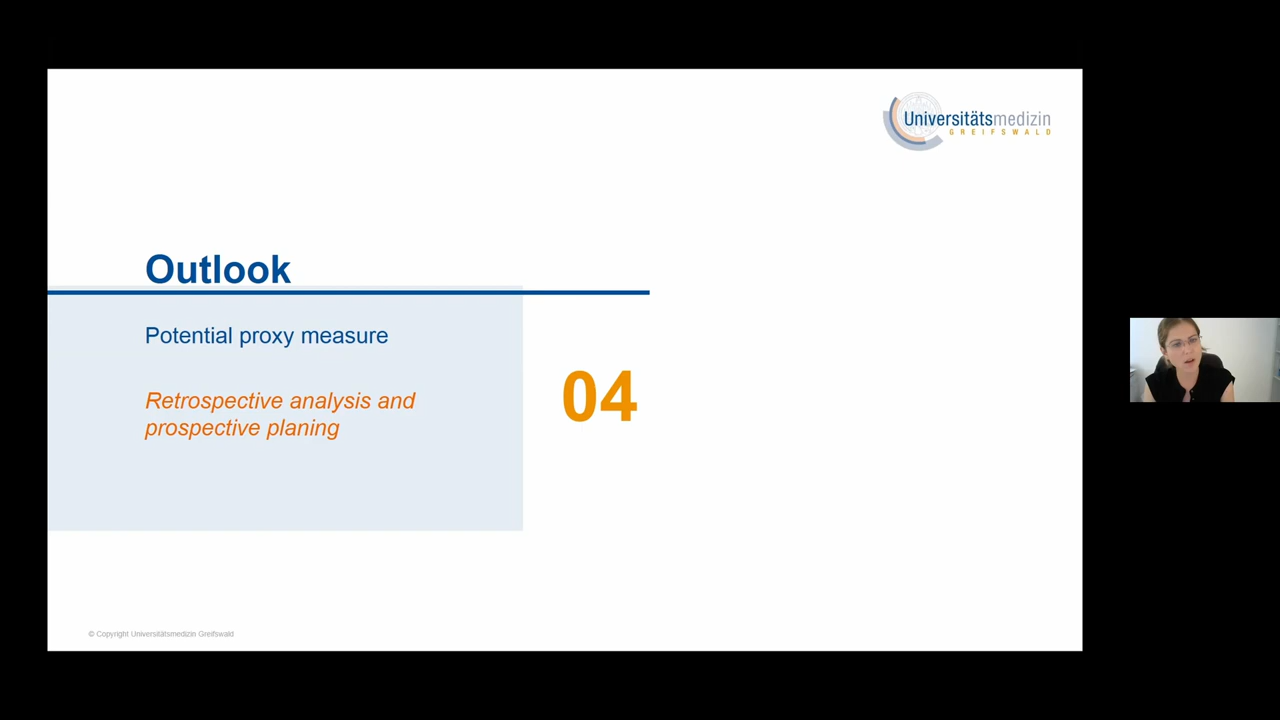 Universitätsmedizin
GREIFSWALD
Outlook
Potential proxy measure
Retrospective analysis and
prospective planing
04
© Copyright Universitätsmedizin Greifswald